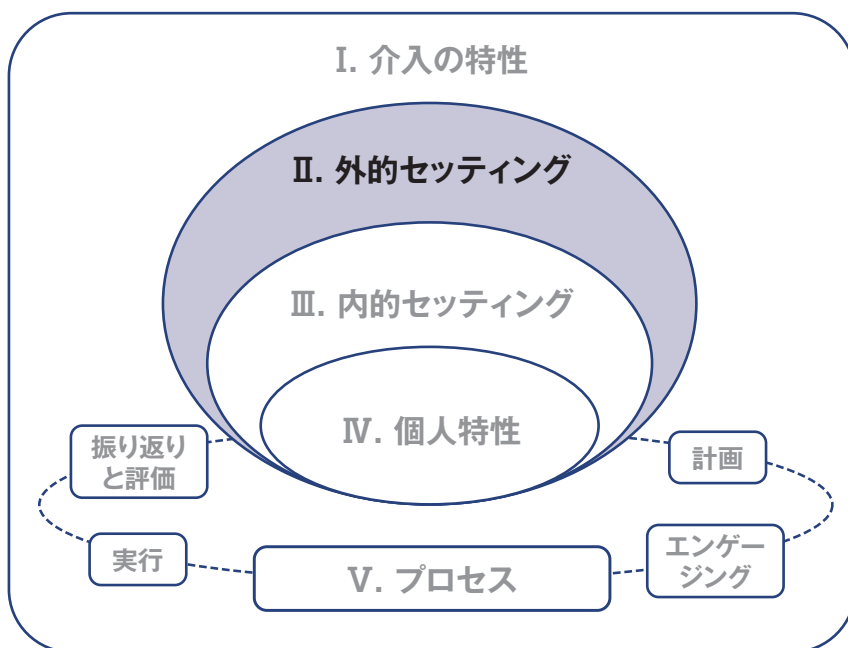 Ⅰ. 介入の特性
Ⅱ. 外的セッティング
Ⅲ. 内的セッティング
Ⅳ. 個人特性
振り返り
と評価
計画
実行
Ⅴ. プロセス
エンゲー
ジング